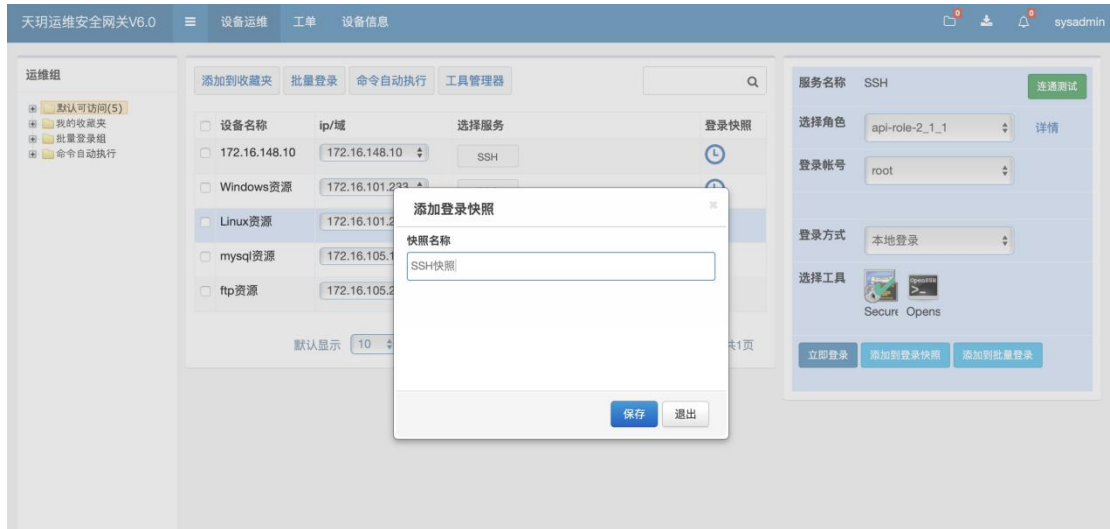 天玥运维安全网关V6.0 设备运维 工单 设备信息 0 0 sysadmin
运维组
默认可访问(5)
我的收藏夹
批量登录组
命令自动执行
添加到收藏夹 批量登录 命令自动执行 工具管理器
设备名称 ip/域 选择服务 登录快照
172.16.148.10 172.16.148.10 SSH
Windows资源 172.16.101.233
Linux资源 172.16.101.2
mysql资源 172.16.105.1
ftp资源 172.16.105.2
默认显示 10 共1页
添加登录快照
快照名称
SSH快照
保存 退出
服务名称 SSH 连通测试
选择角色 api-role-2_1_1 详情
登录帐号 root
登录方式 本地登录
选择工具
Secure Opens
立即登录 添加到登录快照 添加到批量登录